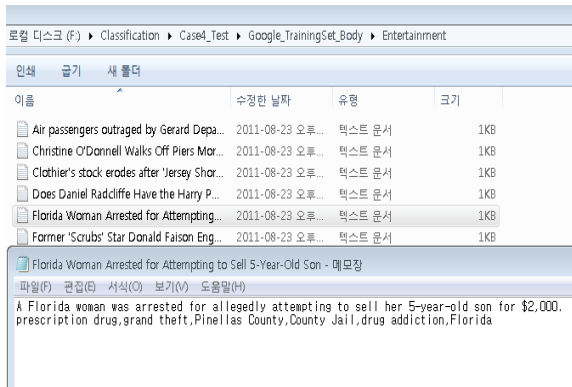 로컬 디스크 (F:) ▸ Classification ▸ Case4_Test ▸ Google_TrainingSet_Body ▸ Entertainment
인쇄 굽기 새 폴더
이름 수정한 날짜 유형 크기
Air passengers outraged by Gerard Depa... 2011-08-23 오후... 텍스트 문서 1KB
Christine O'Donnell Walks Off Piers Mor... 2011-08-23 오후... 텍스트 문서 1KB
Clothier's stock erodes after 'Jersey Shor... 2011-08-23 오후... 텍스트 문서 1KB
Does Daniel Radcliffe Have the Harry P... 2011-08-23 오후... 텍스트 문서 1KB
Florida Woman Arrested for Attempting... 2011-08-23 오후... 텍스트 문서 1KB
Former 'Scrubs' Star Donald Faison Eng... 2011-08-23 오후... 텍스트 문서 1KB
Florida Woman Arrested for Attempting to Sell 5-Year-Old Son - 메모장
파일(F) 편집(E) 서식(O) 보기(V) 도움말(H)
A Florida woman was arrested for allegedly attempting to sell her 5-year-old son for $2,000.
prescription drug,grand theft,Pinellas County,County Jail,drug addiction,Florida